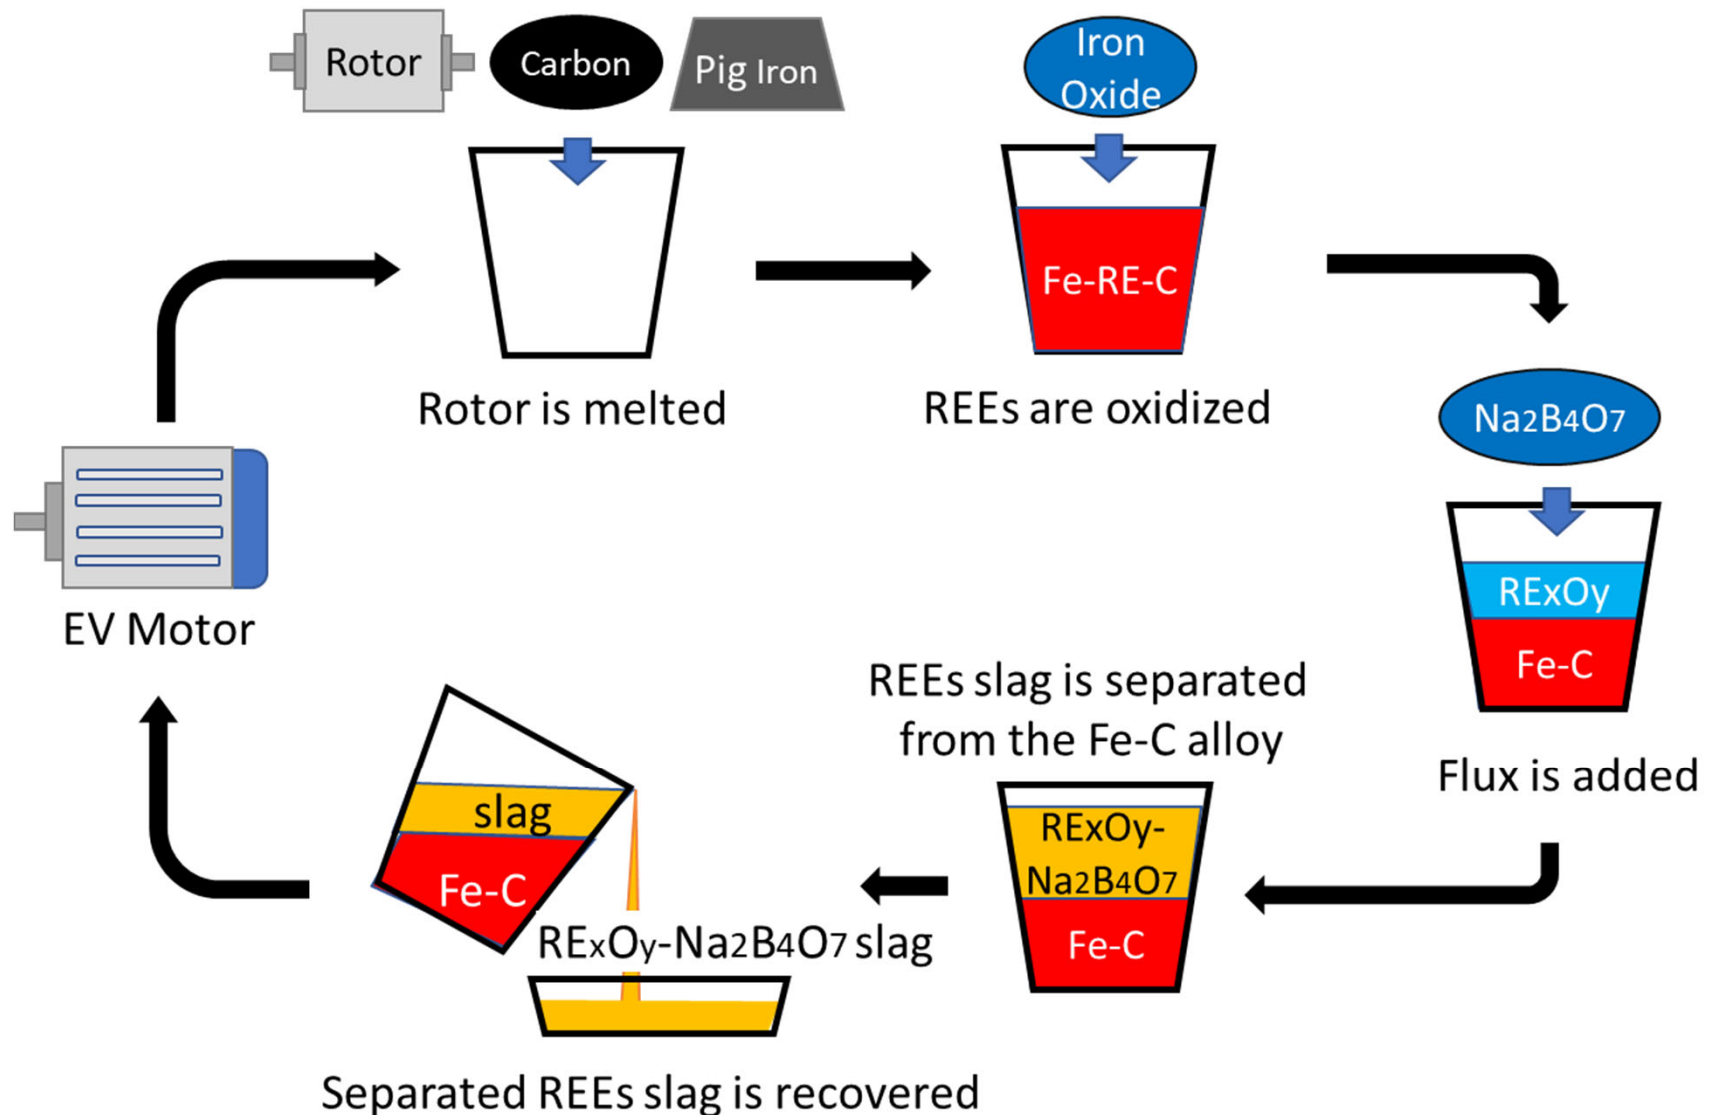 Rotor
Carbon
Pig Iron
Iron
Oxide
Fe-RE-C
Rotor is melted
REEs are oxidized
Na2B4O7
RExOy
Fe-C
Flux is added
EV Motor
REEs slag is separated
from the Fe-C alloy
RExOy-
Na2B4O7
Fe-C
slag
Fe-C
RExOy-Na2B4O7 slag
Separated REEs slag is recovered